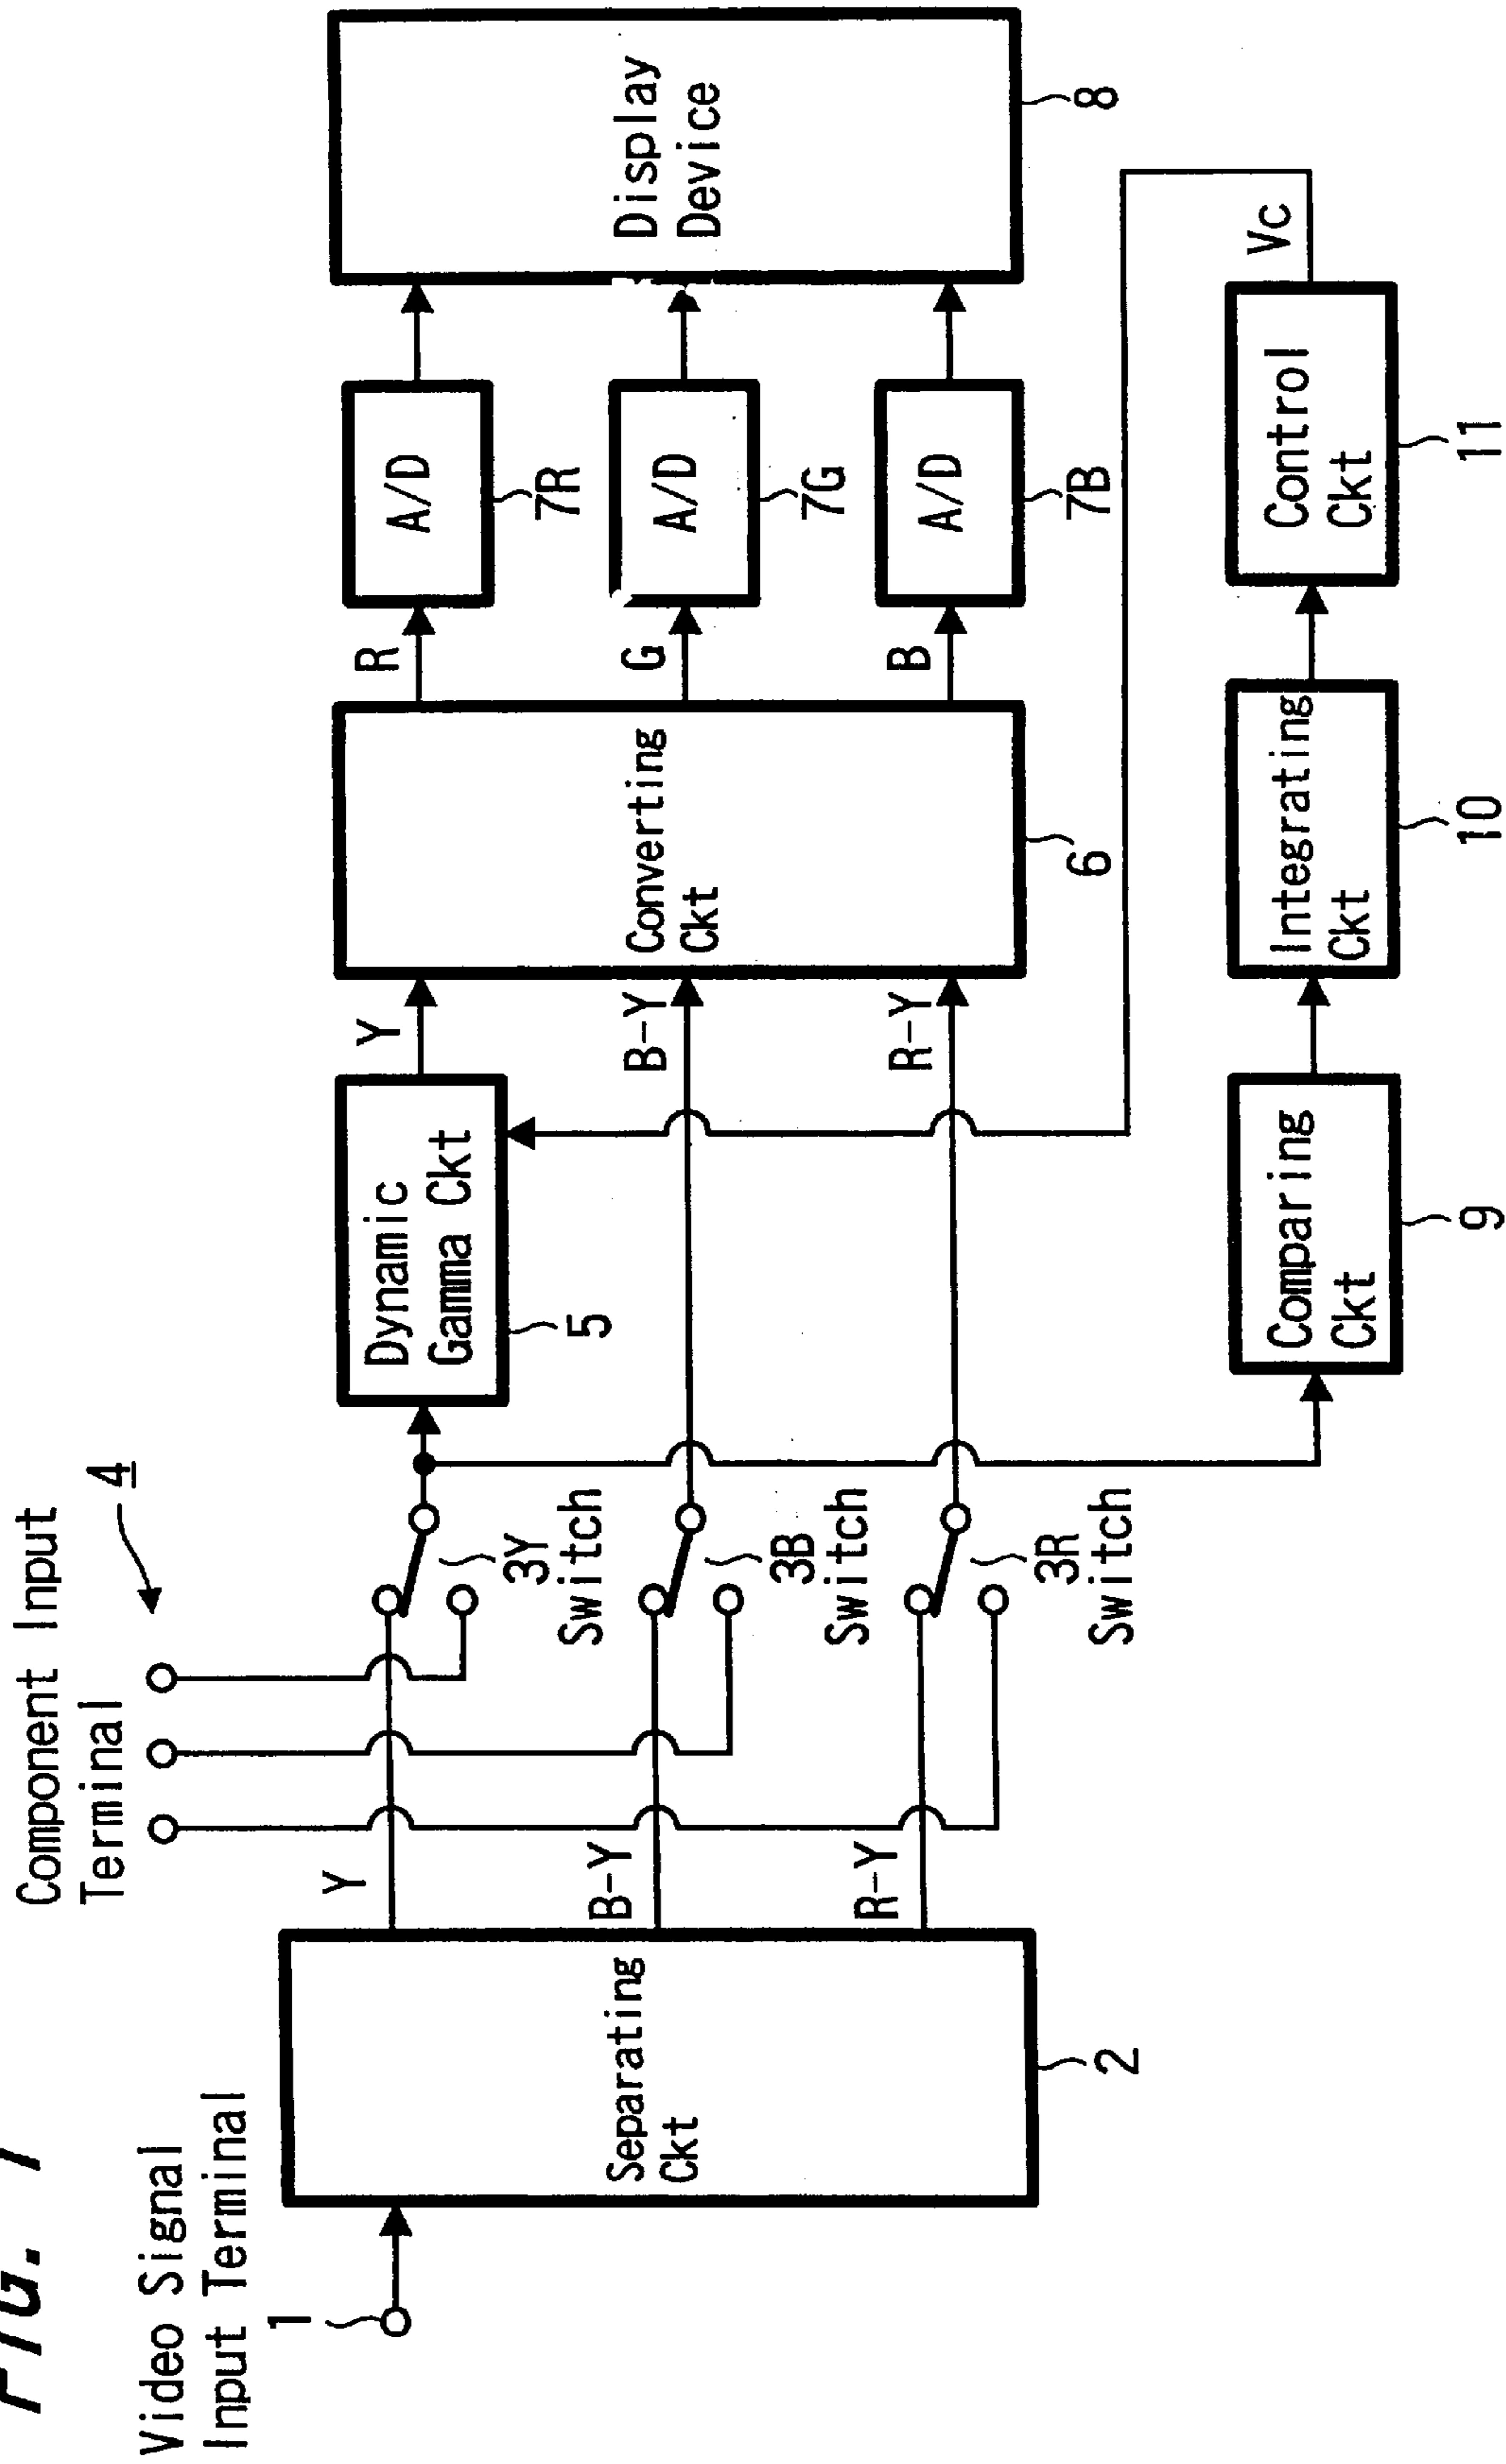 FIG. 1
Component Input
Terminal
4
Video Signal
Input Terminal
1
Separating
Ckt
2
Y
B-Y
R-Y
3Y
Switch
3B
Switch
3R
Switch
Dynamic
Gamma Ckt
5
Y
B-Y
R-Y
Converting
Ckt
6
R
G
B
A/D
7R
A/D
7G
A/D
7B
Display
Device
8
Comparing
Ckt
9
Integrating
Ckt
10
Control
Ckt
11
Vc